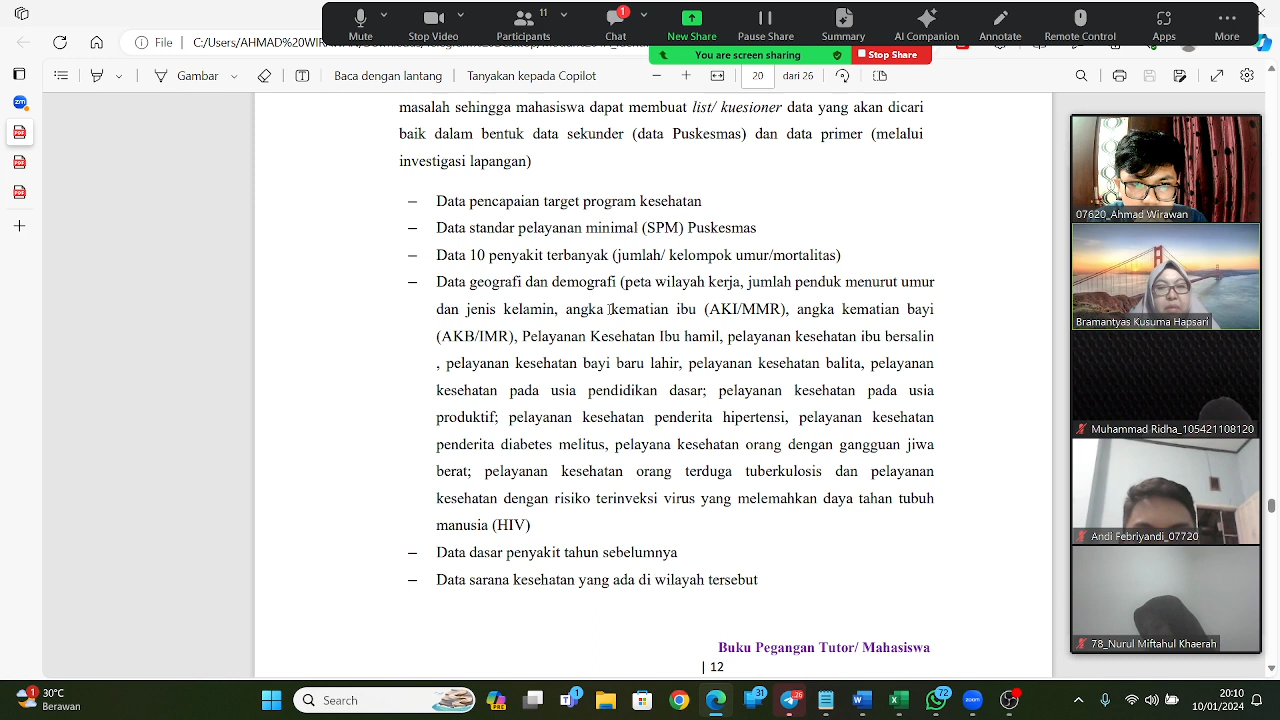 Mute
Stop Video
11
Participants
1
Chat
New Share
Pause Share
Summary
AI Companion
Annotate
Remote Control
Apps
More
File
C:/Users/AHMAD%20WIR
You are screen sharing
Stop Share
Gambar
Baca dengan lantang
Tanyakan kepada Copilot
20
dari 26
masalah sehingga mahasiswa dapat membuat list/ kuesioner data yang akan dicari
baik dalam bentuk data sekunder (data Puskesmas) dan data primer (melalui
investigasi lapangan)
– Data pencapaian target program kesehatan
– Data standar pelayanan minimal (SPM) Puskesmas
– Data 10 penyakit terbanyak (jumlah/ kelompok umur/mortalitas)
– Data geografi dan demografi (peta wilayah kerja, jumlah penduk menurut umur
dan jenis kelamin, angka kematian ibu (AKI/MMR), angka kematian bayi
(AKB/IMR), Pelayanan Kesehatan Ibu hamil, pelayanan kesehatan ibu bersalin
, pelayanan kesehatan bayi baru lahir, pelayanan kesehatan balita, pelayanan
kesehatan pada usia pendidikan dasar; pelayanan kesehatan pada usia
produktif; pelayanan kesehatan penderita hipertensi, pelayanan kesehatan
penderita diabetes melitus, pelayana kesehatan orang dengan gangguan jiwa
berat; pelayanan kesehatan orang terduga tuberkulosis dan pelayanan
kesehatan dengan risiko terinveksi virus yang melemahkan daya tahan tubuh
manusia (HIV)
– Data dasar penyakit tahun sebelumnya
– Data sarana kesehatan yang ada di wilayah tersebut
Buku Pegangan Tutor/ Mahasiswa
| 12
07620_Ahmad Wirawan
Bramantyas Kusuma Hapsari
Muhammad Ridha_105421108120
Andi Febriyandi_07720
78_Nurul Miftahul Khaerah
zm
1
30°C
Berawan
Search
PRE
1
31
72
zoom
20:10
10/01/2024